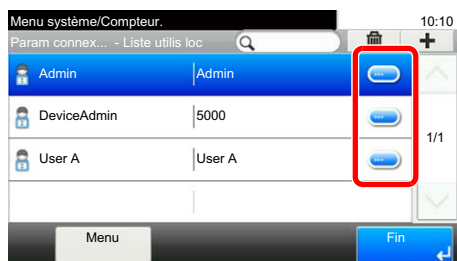 Menu système/Compteur. 10:10
Param connex... - Liste utilis loc
Admin Admin
DeviceAdmin 5000
1/1
User A User A
Menu Fin